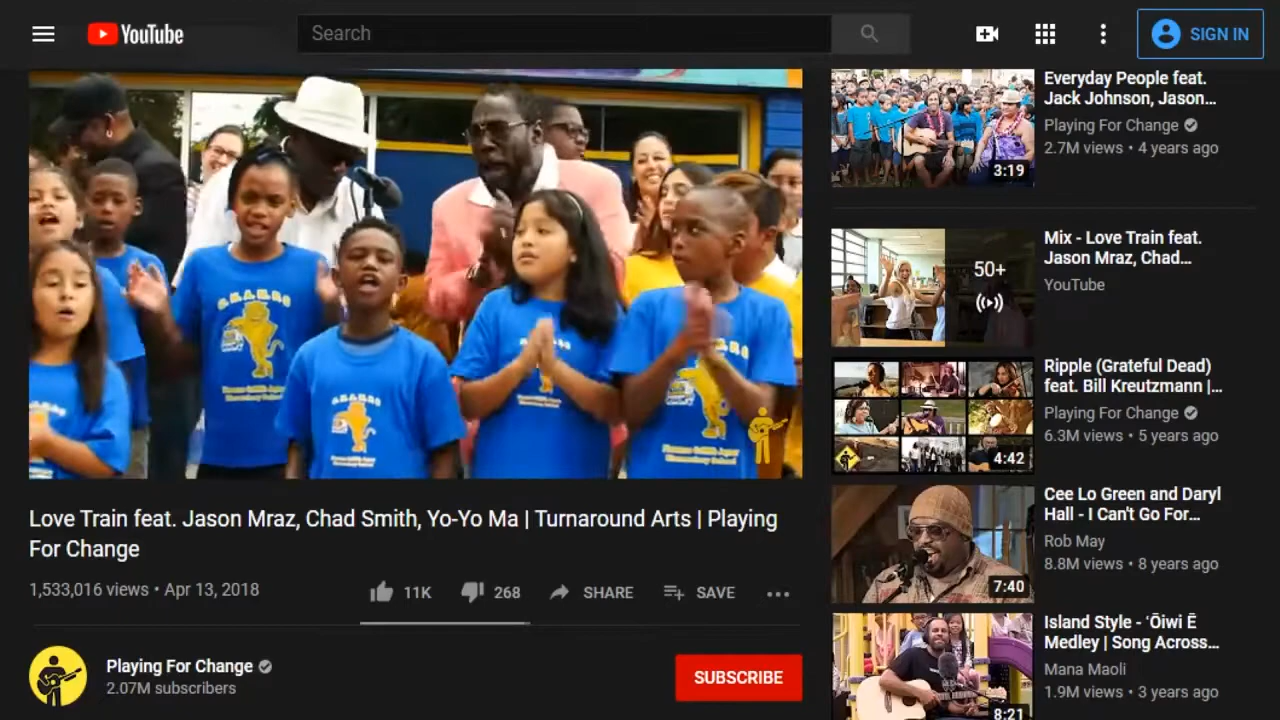 YouTube
Search
SIGN IN
Love Train feat. Jason Mraz, Chad Smith, Yo-Yo Ma | Turnaround Arts | Playing
For Change
1,533,016 views • Apr 13, 2018
11K
268
SHARE
SAVE
Playing For Change
2.07M subscribers
SUBSCRIBE
Everyday People feat.
Jack Johnson, Jason...
Playing For Change
2.7M views • 4 years ago
3:19
Mix - Love Train feat.
Jason Mraz, Chad...
YouTube
50+
Ripple (Grateful Dead)
feat. Bill Kreutzmann |...
Playing For Change
6.3M views • 5 years ago
4:42
Cee Lo Green and Daryl
Hall - I Can't Go For...
Rob May
8.8M views • 8 years ago
7:40
Island Style - ʻŌiwi Ē
Medley | Song Across...
Mana Maoli
1.9M views • 3 years ago
8:21